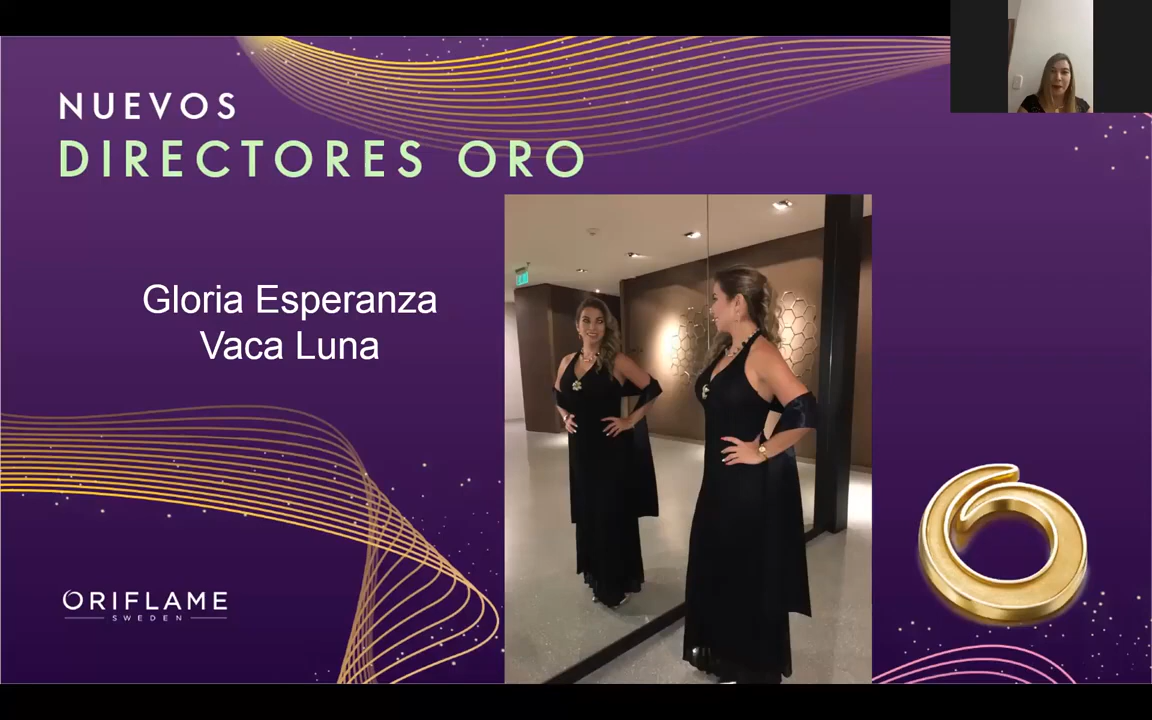 NUEVOS
DIRECTORES ORO
Gloria Esperanza
Vaca Luna
ORIFLAME
SWEDEN